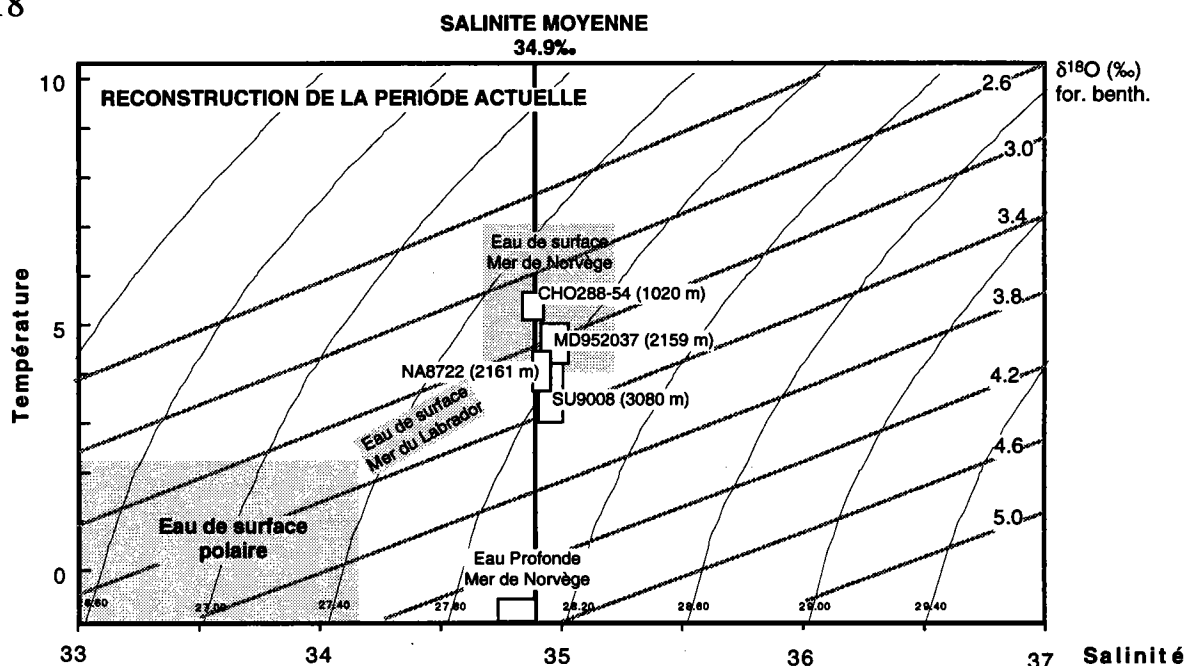 18
SALINITE MOYENNE
34.9‰
10
RECONSTRUCTION DE LA PERIODE ACTUELLE
δ18O (‰)
for. benth.
2.6
3.0
3.4
3.8
4.2
4.6
5.0
Eau de surface
Mer de Norvège
CHO288-54 (1020 m)
MD952037 (2159 m)
NA8722 (2161 m)
SU9008 (3080 m)
Température
5
Eau de surface
Mer du Labrador
Eau de surface
polaire
Eau Profonde
Mer de Norvège
0
26.60
27.00
27.40
27.80
28.20
28.60
29.00
29.40
33
34
35
36
37
Salinité